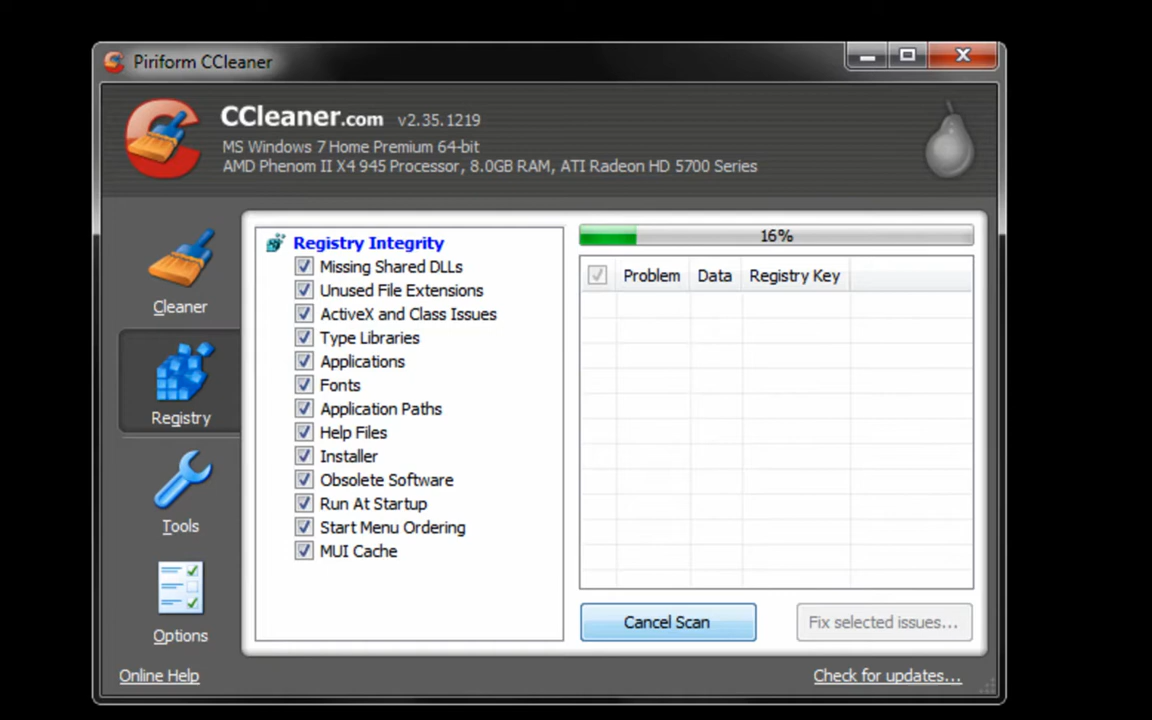 Piriform CCleaner
CCleaner.com v2.35.1219
MS Windows 7 Home Premium 64-bit
AMD Phenom II X4 945 Processor, 8.0GB RAM, ATI Radeon HD 5700 Series
Cleaner
Registry
Tools
Options
Registry Integrity
Missing Shared DLLs
Unused File Extensions
ActiveX and Class Issues
Type Libraries
Applications
Fonts
Application Paths
Help Files
Installer
Obsolete Software
Run At Startup
Start Menu Ordering
MUI Cache
16%
Problem Data Registry Key
Cancel Scan Fix selected issues...
Online Help Check for updates...